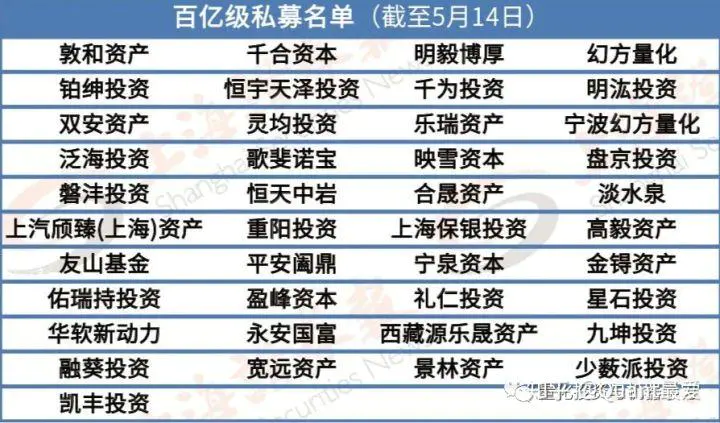 百亿级私募名单（截至5月14日）
敦和资产 千合资本 明毅博厚 幻方量化
铂绅投资 恒宇天泽投资 千为投资 明汯投资
双安资产 灵均投资 乐瑞资产 宁波幻方量化
泛海投资 歌斐诺宝 映雪资本 盘京投资
磐沣投资 恒天中岩 合晟资产 淡水泉
上汽颀臻(上海)资产 重阳投资 上海保银投资 高毅资产
友山基金 平安阖鼎 宁泉资本 金锝资产
佑瑞持投资 盈峰资本 礼仁投资 星石投资
华软新动力 永安国富 西藏源乐晟资产 九坤投资
融葵投资 宽远资产 景林资产 少薮派投资
凯丰投资